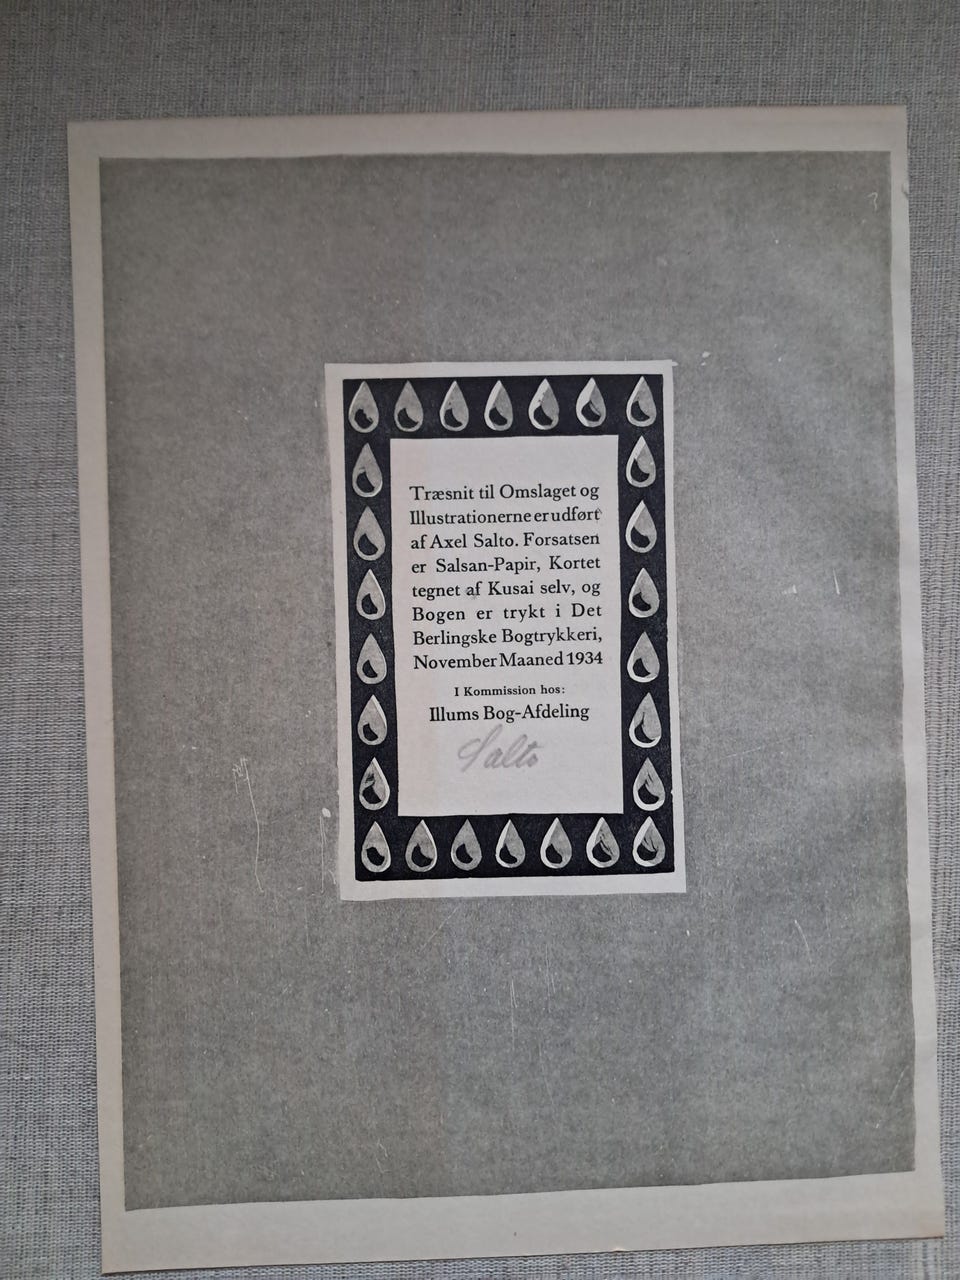 Træsnit til Omslaget og
Illustrationerne er udført
af Axel Salto. Forsatsen
er Salsan-Papir, Kortet
tegnet af Kusai selv, og
Bogen er trykt i Det
Berlingske Bogtrykkeri,
November Maaned 1934
I Kommission hos:
Illums Bog-Afdeling
Salto